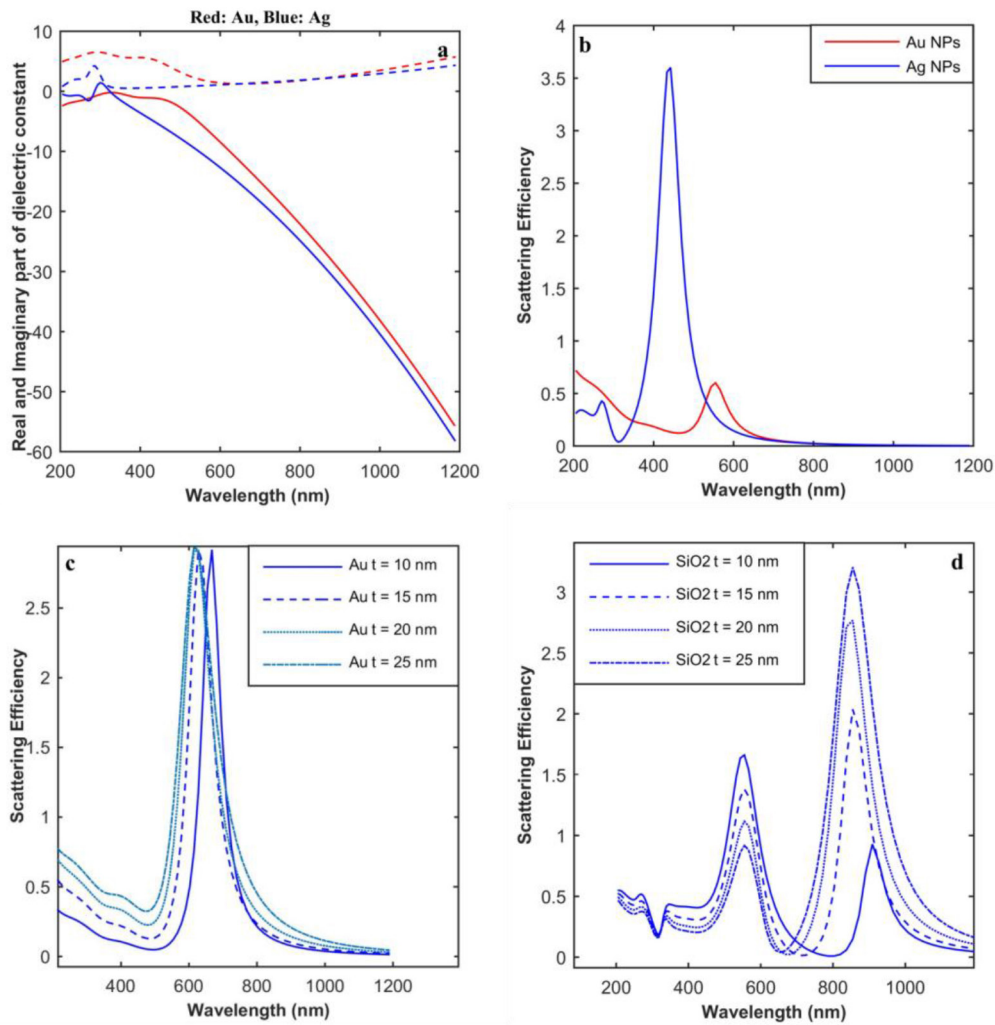 Red: Au, Blue: Ag
a
Real and Imaginary part of dielectric constant
10
0
-10
-20
-30
-40
-50
-60
200
400
600
800
1000
1200
Wavelength (nm)
b
Au NPs
Ag NPs
Scattering Efficiency
4
3.5
3
2.5
2
1.5
1
0.5
0
200
400
600
800
1000
1200
Wavelength (nm)
c
Au t = 10 nm
Au t = 15 nm
Au t = 20 nm
Au t = 25 nm
Scattering Efficiency
2.5
2
1.5
1
0.5
0
400
600
800
1000
1200
Wavelength (nm)
d
SiO2 t = 10 nm
SiO2 t = 15 nm
SiO2 t = 20 nm
SiO2 t = 25 nm
Scattering Efficiency
3
2.5
2
1.5
1
0.5
0
200
400
600
800
1000
Wavelength (nm)